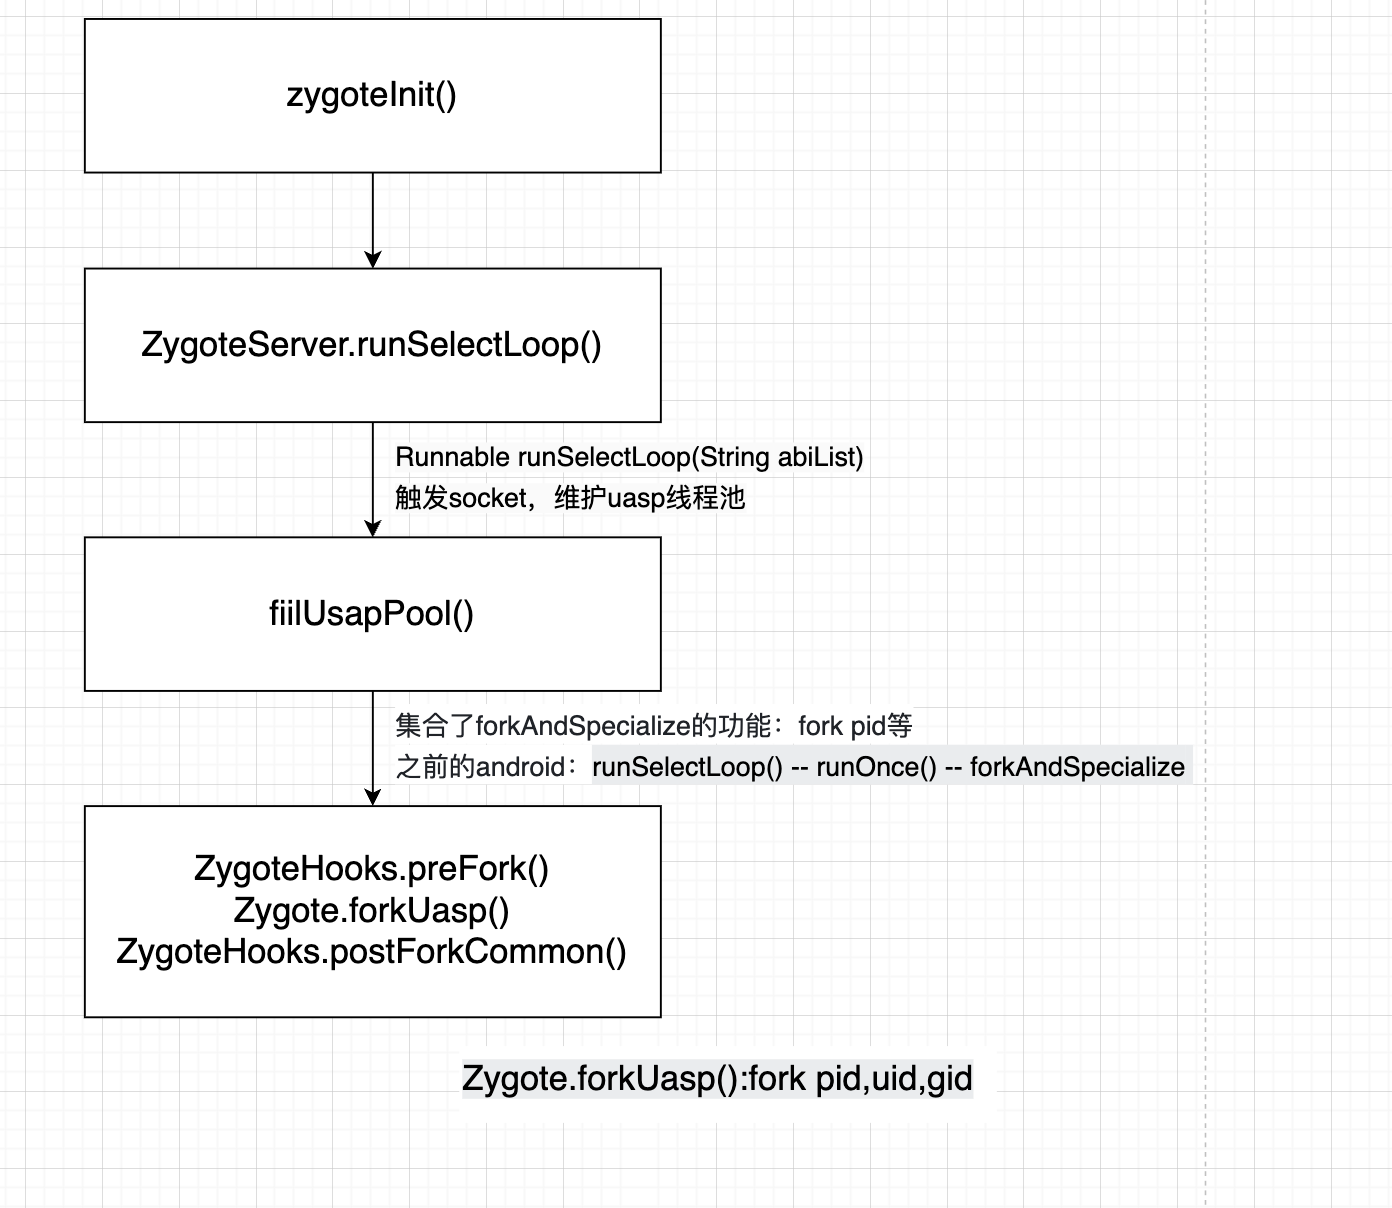 zygoteInit()
ZygoteServer.runSelectLoop()
Runnable runSelectLoop(String abiList)
触发socket，维护uasp线程池
fiilUsapPool()
集合了forkAndSpecialize的功能：fork pid等
之前的android：runSelectLoop() -- runOnce() -- forkAndSpecialize
ZygoteHooks.preFork()
Zygote.forkUasp()
ZygoteHooks.postForkCommon()
Zygote.forkUasp():fork pid,uid,gid